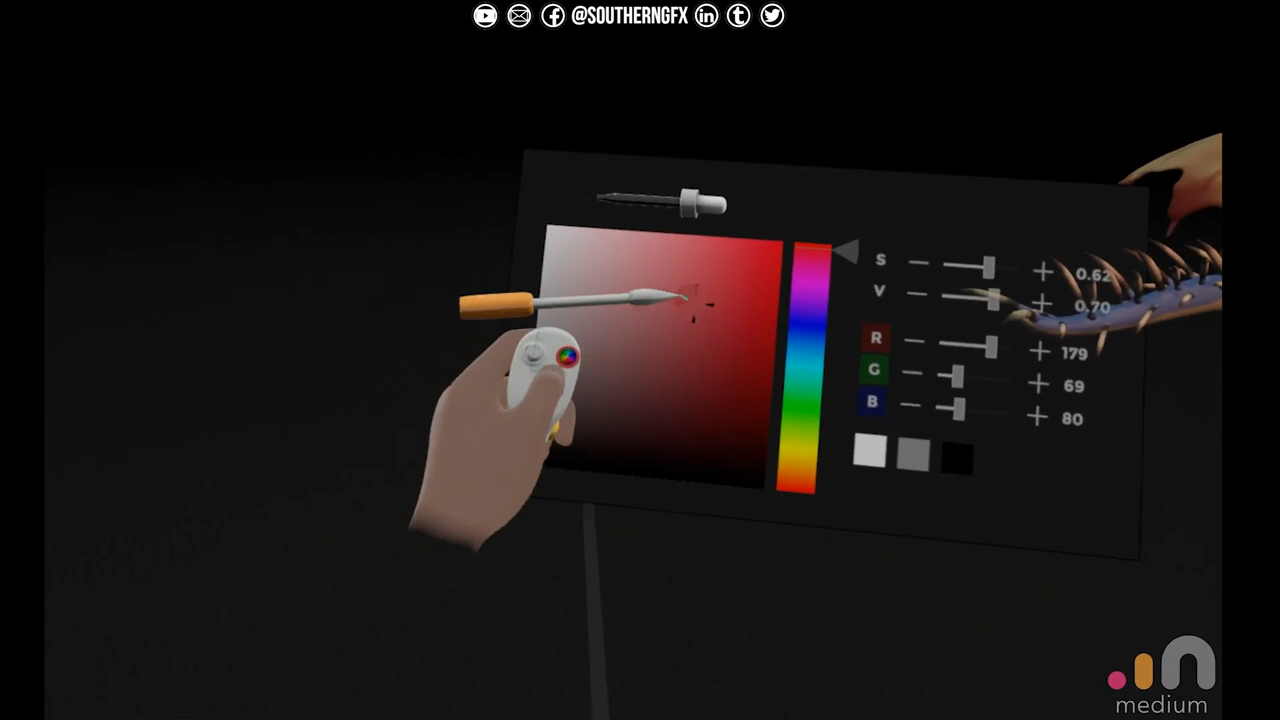 @SOUTHERNGFX
S 0.62
V 0.70
R 179
G 69
B 80
medium